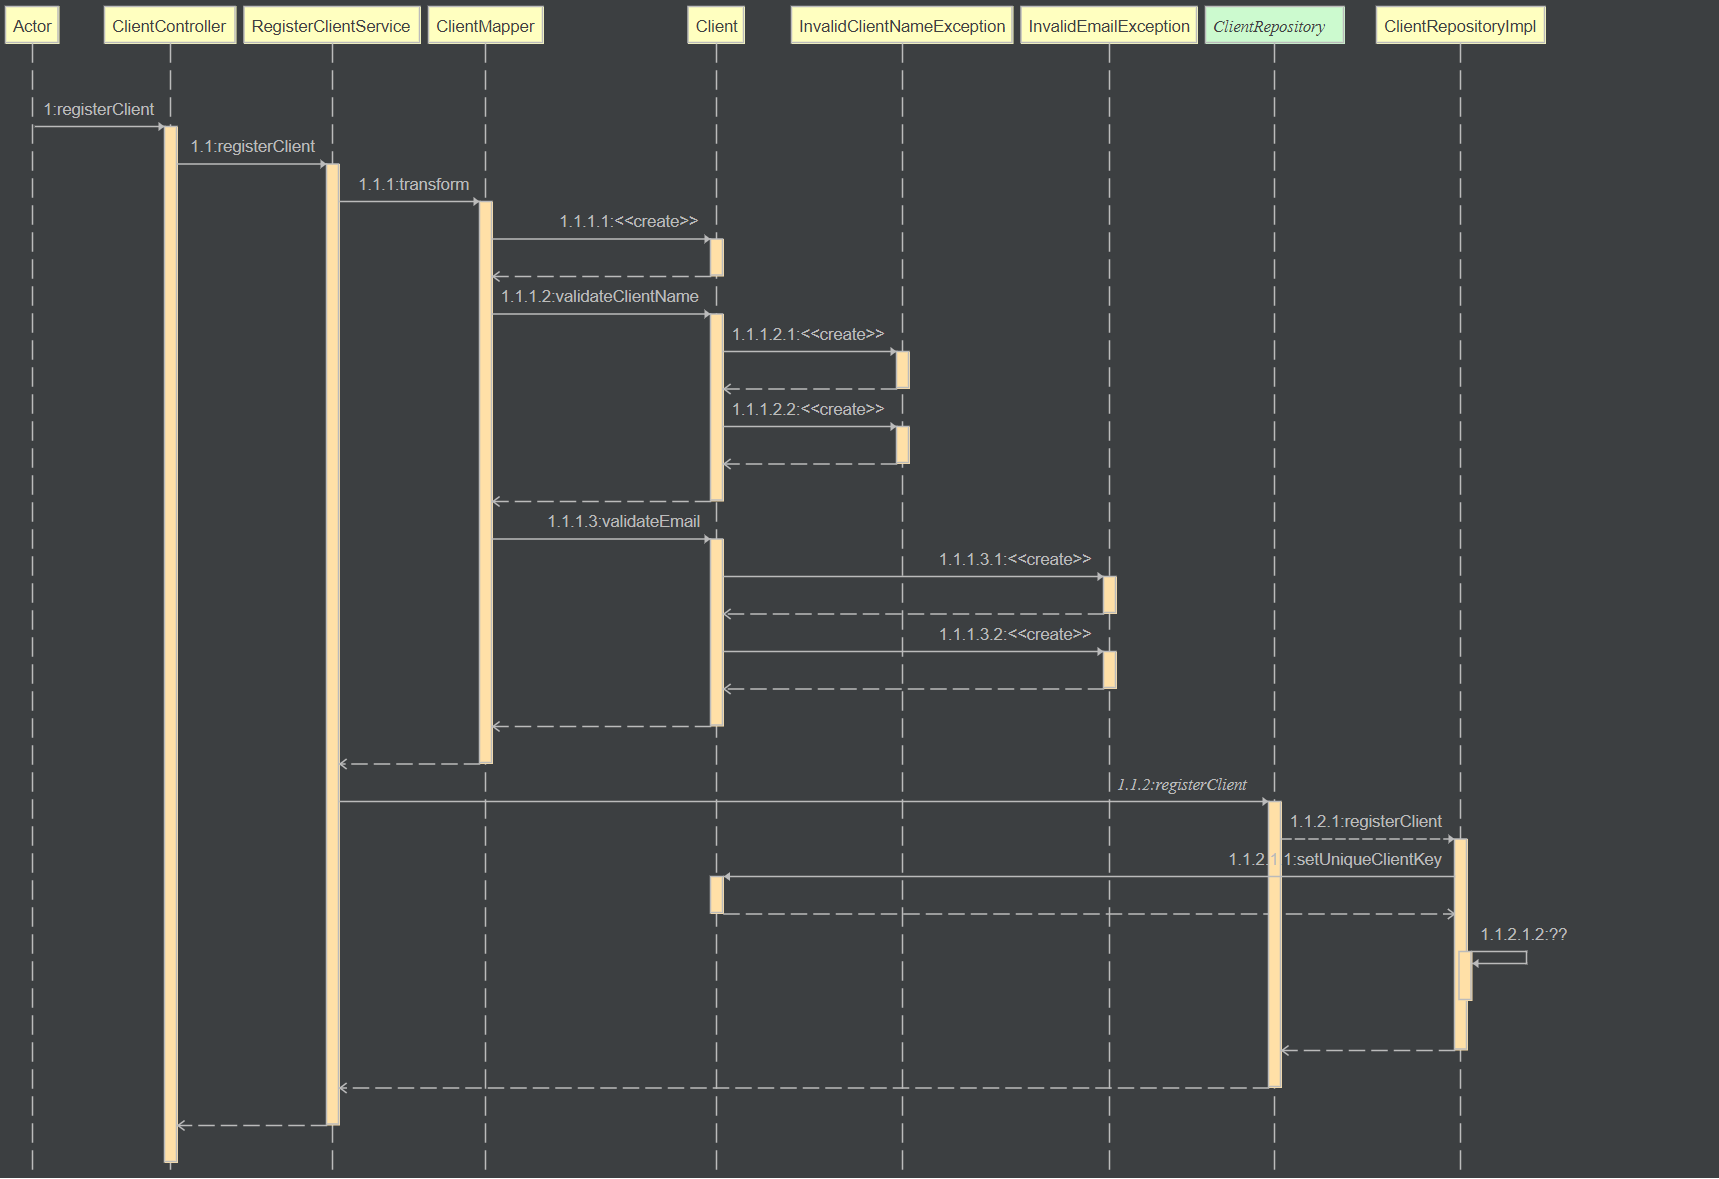 Actor
ClientController
RegisterClientService
ClientMapper
Client
InvalidClientNameException
InvalidEmailException
ClientRepository
ClientRepositoryImpl
1:registerClient
1.1:registerClient
1.1.1:transform
1.1.1.1:<<create>>
1.1.1.2:validateClientName
1.1.1.2.1:<<create>>
1.1.1.2.2:<<create>>
1.1.1.3:validateEmail
1.1.1.3.1:<<create>>
1.1.1.3.2:<<create>>
1.1.2:registerClient
1.1.2.1:registerClient
1.1.2.1.1:setUniqueClientKey
1.1.2.1.2:??